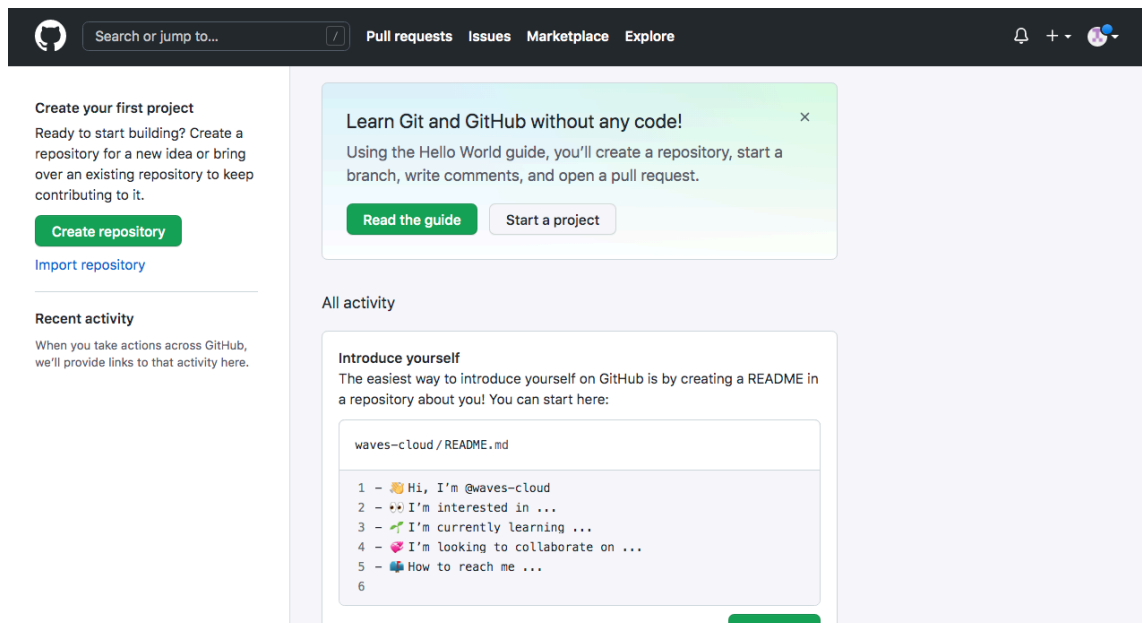 Search or jump to... /
Pull requests Issues Marketplace Explore
Create your first project
Ready to start building? Create a
repository for a new idea or bring
over an existing repository to keep
contributing to it.
Create repository
Import repository
Recent activity
When you take actions across GitHub,
we'll provide links to that activity here.
Learn Git and GitHub without any code!
Using the Hello World guide, you'll create a repository, start a
branch, write comments, and open a pull request.
Read the guide Start a project
All activity
Introduce yourself
The easiest way to introduce yourself on GitHub is by creating a README in
a repository about you! You can start here:
waves-cloud/README.md
1 - 👋 Hi, I'm @waves-cloud
2 - 👀 I'm interested in ...
3 - 🌱 I'm currently learning ...
4 - 💞️ I'm looking to collaborate on ...
5 - 📫 How to reach me ...
6